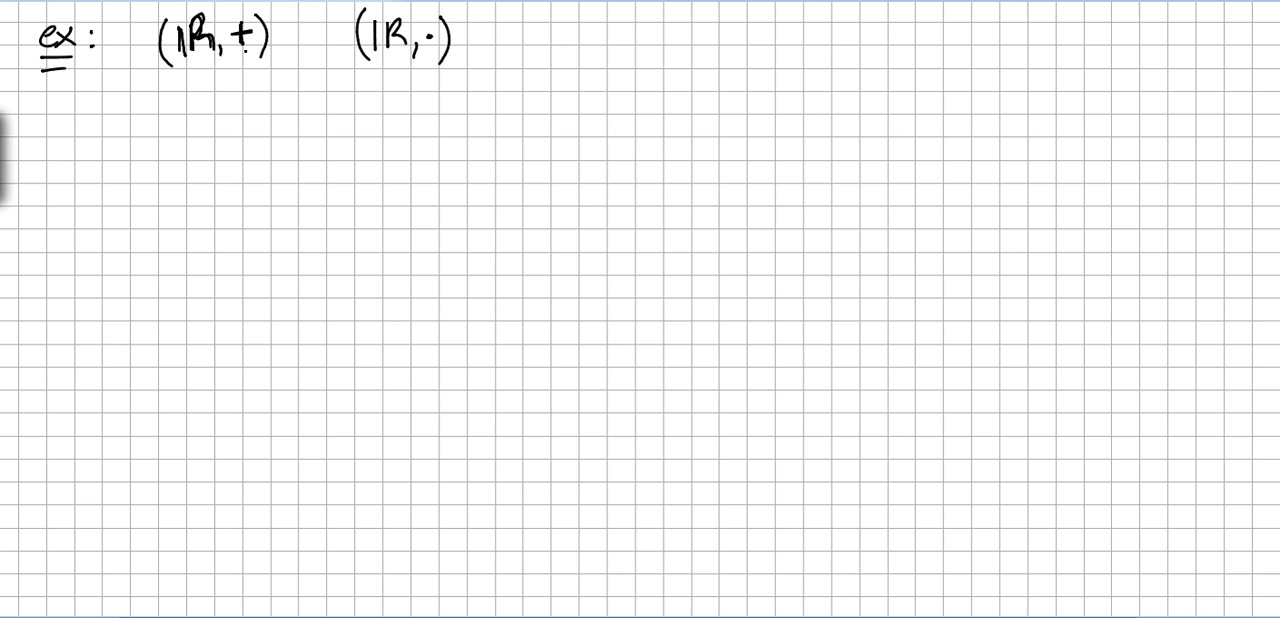 ex: (ℝ, +) (ℝ, ·)